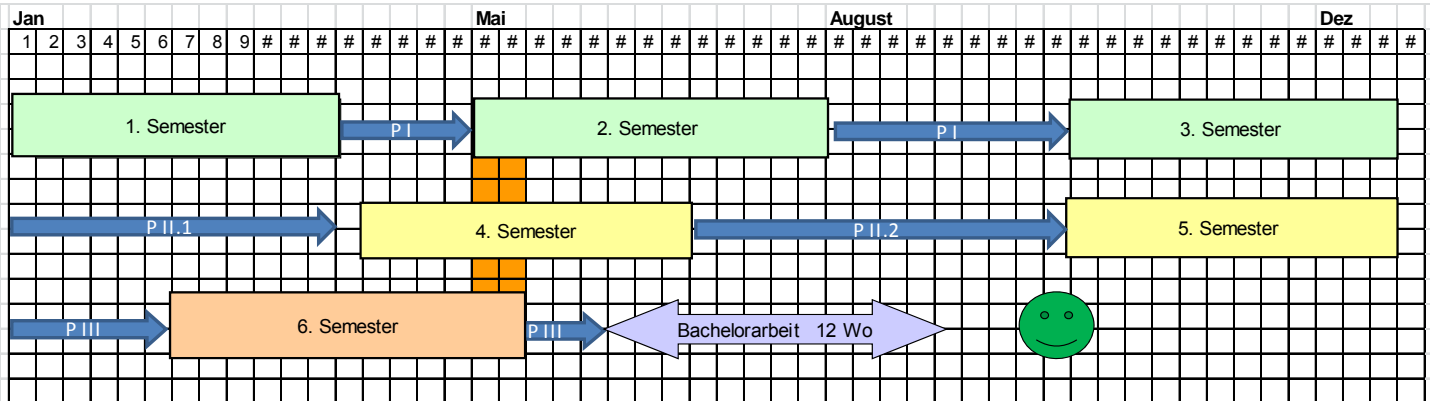 Jan Mai August Dez
1 2 3 4 5 6 7 8 9 # # # # # # # # # # # # # # # # # # # # # # # # # # # # # # # # # # # # # # # # # # #
1. Semester P I 2. Semester P I 3. Semester
P II.1 4. Semester P II.2 5. Semester
P III 6. Semester P III Bachelorarbeit 12 Wo